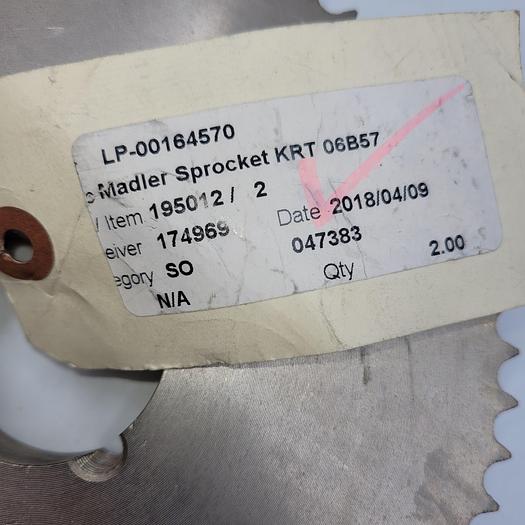 LP-00164570
c Madler Sprocket KRT 06B57
/ Item 195012 / 2
Date 2018/04/09
eiver 174969
047383
egory SO
Qty 2.00
N/A